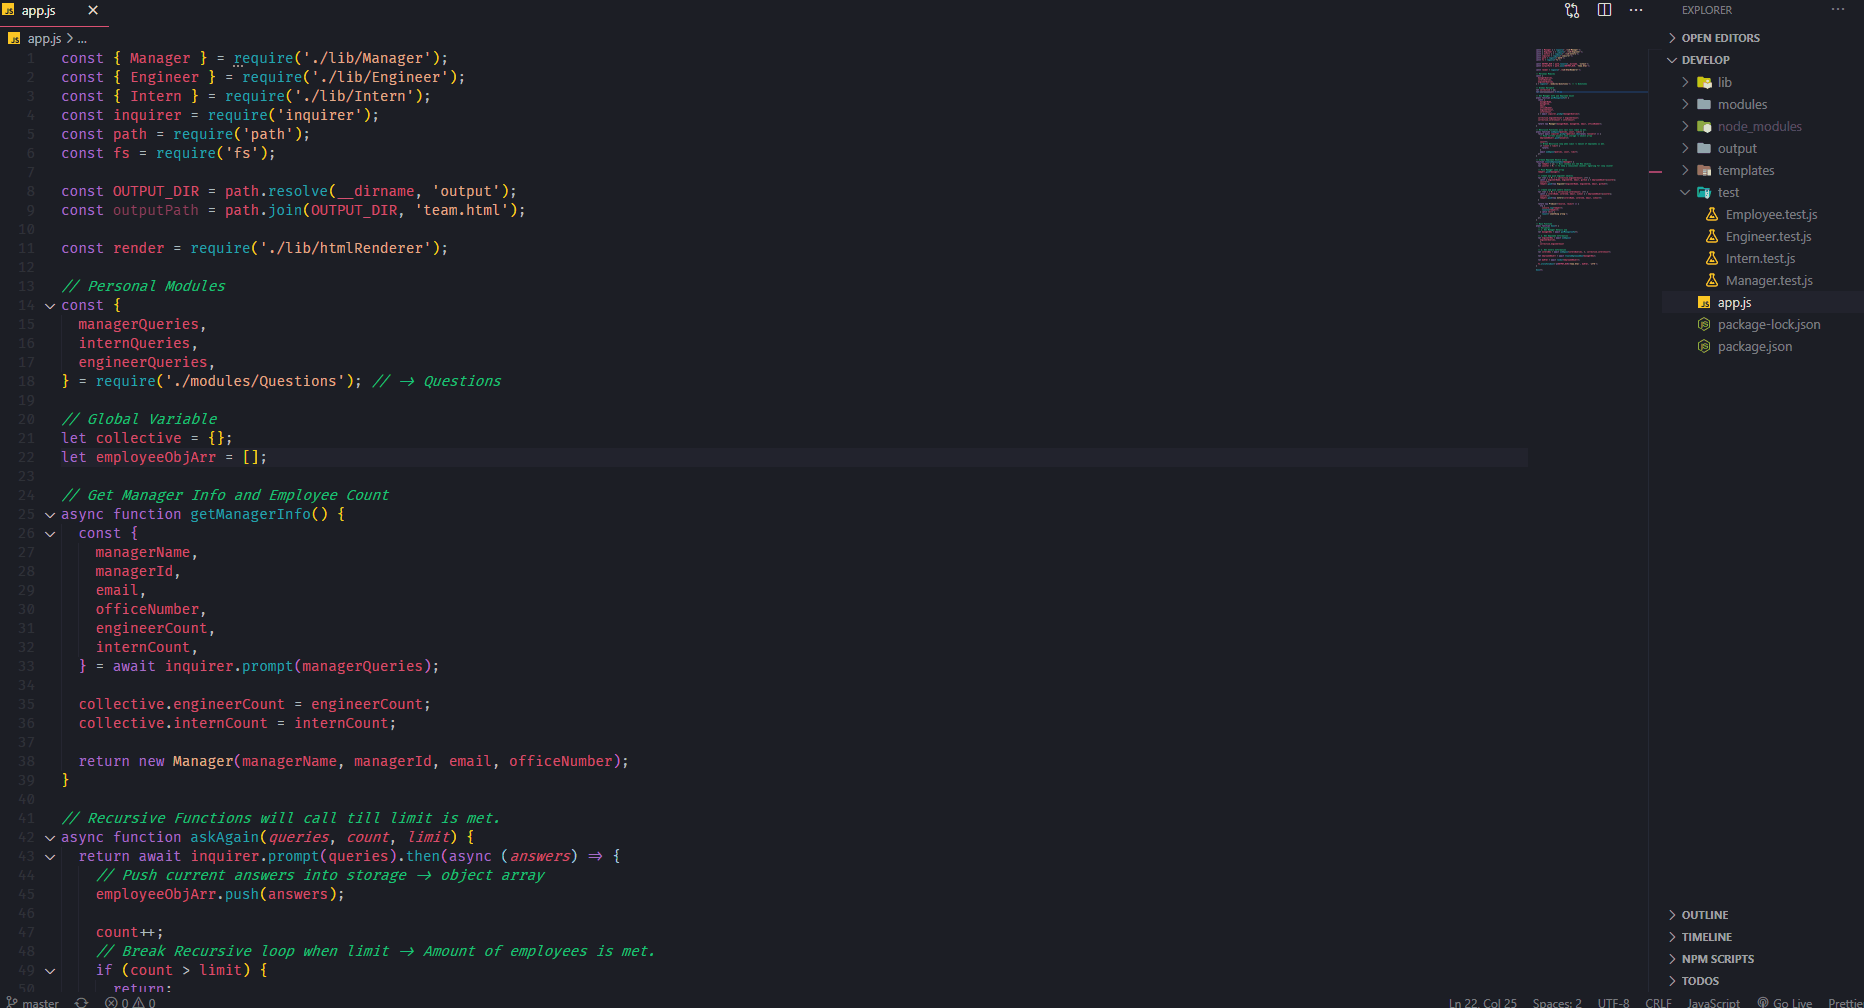 app.js
app.js > ...
1 const { Manager } = require('./lib/Manager');
2 const { Engineer } = require('./lib/Engineer');
3 const { Intern } = require('./lib/Intern');
4 const inquirer = require('inquirer');
5 const path = require('path');
6 const fs = require('fs');
7
8 const OUTPUT_DIR = path.resolve(__dirname, 'output');
9 const outputPath = path.join(OUTPUT_DIR, 'team.html');
10
11 const render = require('./lib/htmlRenderer');
12
13 // Personal Modules
14 const {
15 managerQueries,
16 internQueries,
17 engineerQueries,
18 } = require('./modules/Questions'); // -> Questions
19
20 // Global Variable
21 let collective = {};
22 let employeeObjArr = [];
23
24 // Get Manager Info and Employee Count
25 async function getManagerInfo() {
26 const {
27 managerName,
28 managerId,
29 email,
30 officeNumber,
31 engineerCount,
32 internCount,
33 } = await inquirer.prompt(managerQueries);
34
35 collective.engineerCount = engineerCount;
36 collective.internCount = internCount;
37
38 return new Manager(managerName, managerId, email, officeNumber);
39 }
40
41 // Recursive Functions will call till limit is met.
42 async function askAgain(queries, count, limit) {
43 return await inquirer.prompt(queries).then(async (answers) => {
44 // Push current answers into storage -> object array
45 employeeObjArr.push(answers);
46
47 count++;
48 // Break Recursive loop when limit -> Amount of employees is met.
49 if (count > limit) {
50 return;
EXPLORER
OPEN EDITORS
DEVELOP
lib
modules
node_modules
output
templates
test
Employee.test.js
Engineer.test.js
Intern.test.js
Manager.test.js
app.js
package-lock.json
package.json
OUTLINE
TIMELINE
NPM SCRIPTS
TODOS
master 0 0 Ln 22, Col 25 Spaces: 2 UTF-8 CRLF JavaScript Go Live Prettier